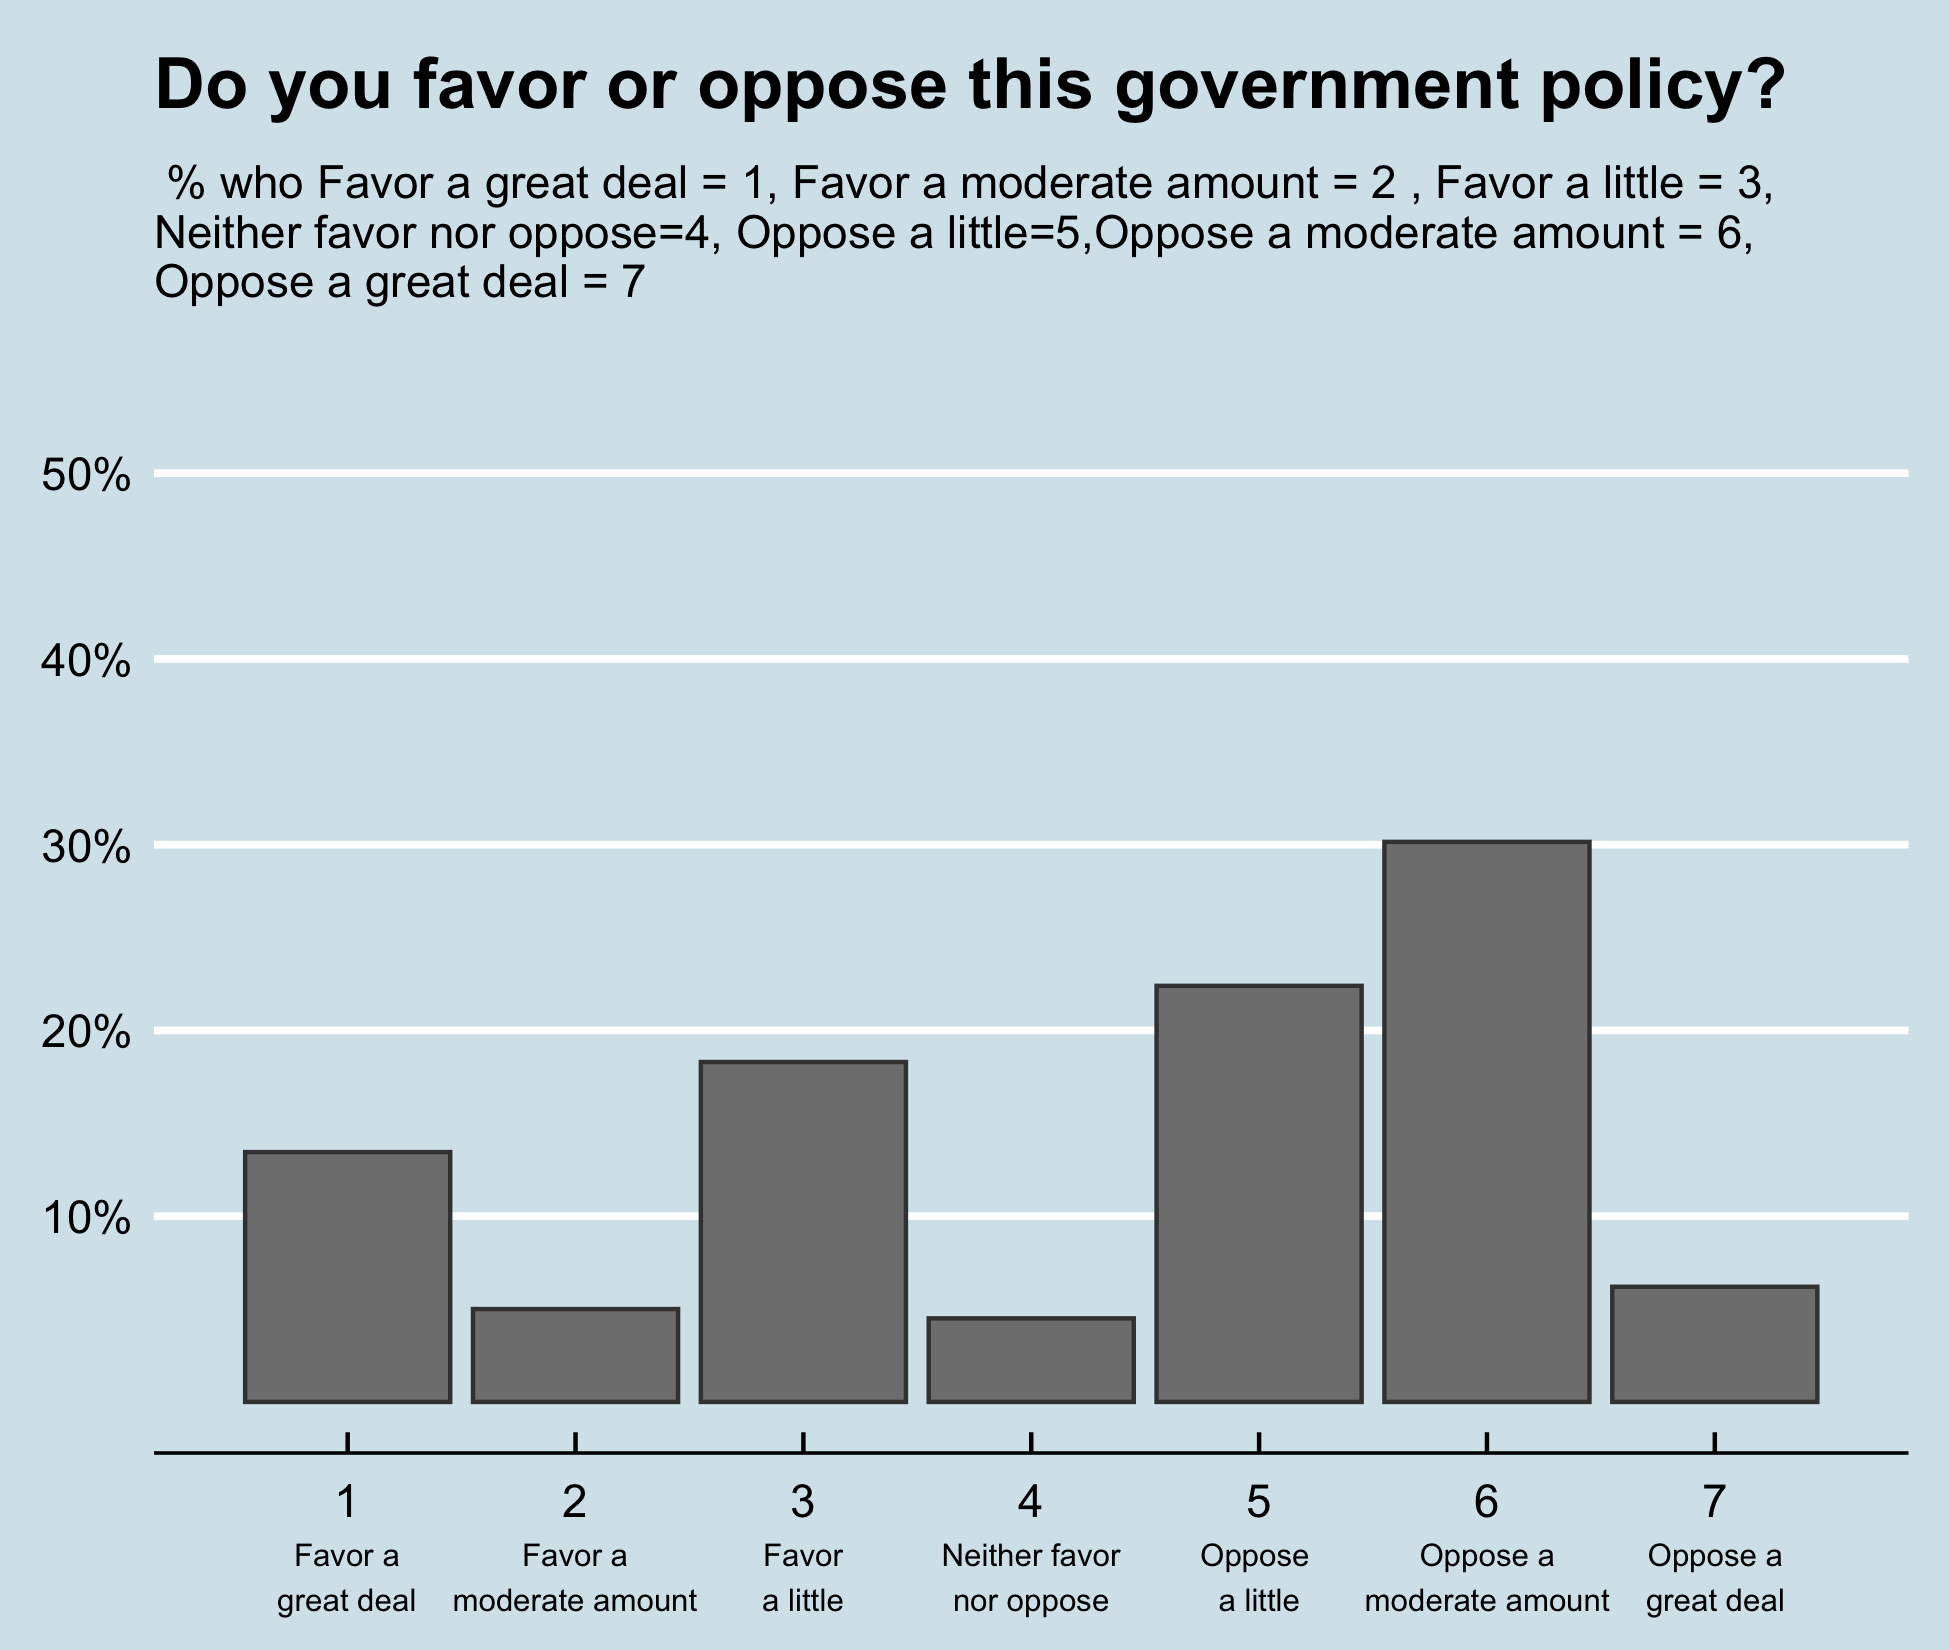 Do you favor or oppose this government policy?
% who Favor a great deal = 1, Favor a moderate amount = 2 , Favor a little = 3,
Neither favor nor oppose=4, Oppose a little=5,Oppose a moderate amount = 6,
Oppose a great deal = 7
50%
40%
30%
20%
10%
1 2 3 4 5 6 7
Favor a Favor a Favor Neither favor Oppose Oppose a Oppose a
great deal moderate amount a little nor oppose a little moderate amount great deal